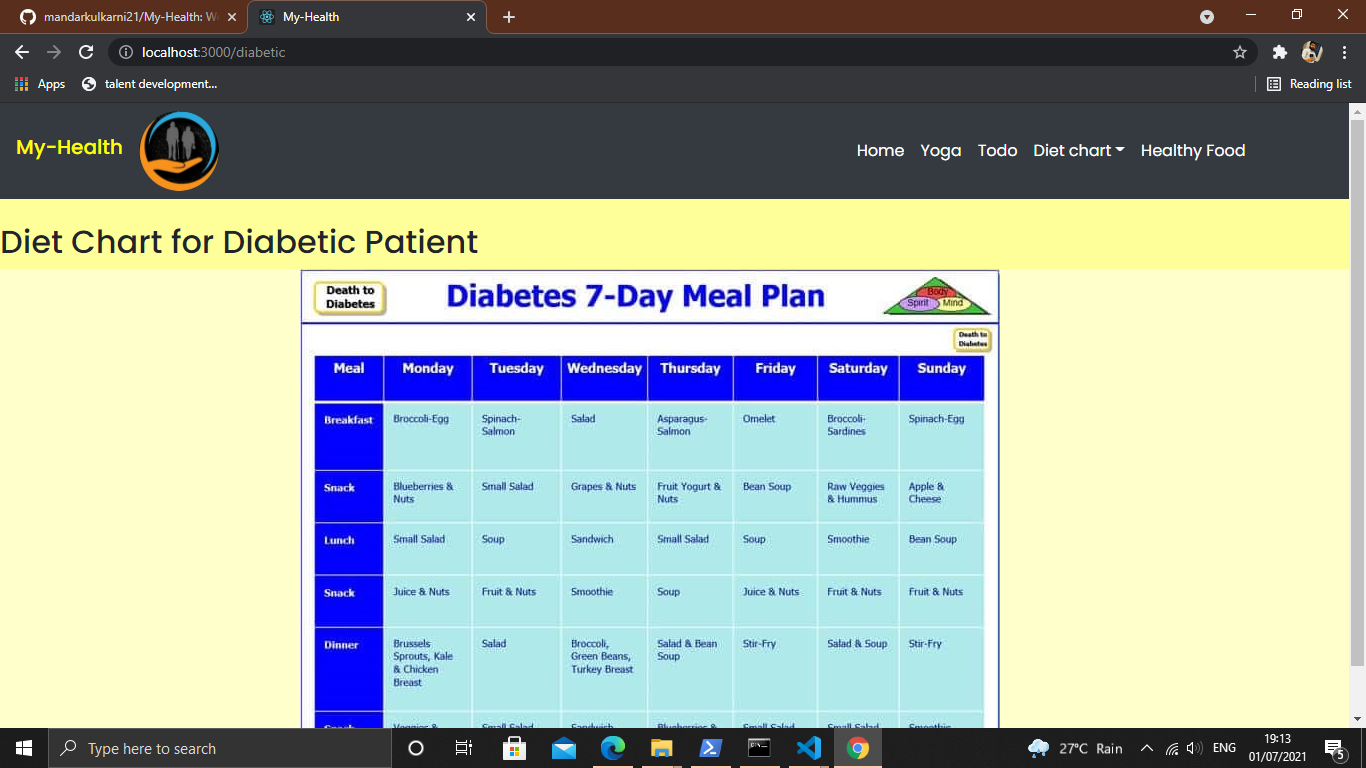 mandarkulkarni21/My-Health: W
My-Health
localhost:3000/diabetic
Apps
talent development...
Reading list
My-Health
Home Yoga Todo Diet chart Healthy Food
Diet Chart for Diabetic Patient
Death to
Diabetes
Diabetes 7-Day Meal Plan
Body
Spirit Mind
Death to
Diabetes
Meal Monday Tuesday Wednesday Thursday Friday Saturday Sunday
Breakfast
Broccoli-Egg
Spinach-
Salmon
Salad
Asparagus-
Salmon
Omelet
Broccoli-
Sardines
Spinach-Egg
Snack
Blueberries &
Nuts
Small Salad
Grapes & Nuts
Fruit Yogurt &
Nuts
Bean Soup
Raw Veggies
& Hummus
Apple &
Cheese
Lunch
Small Salad
Soup
Sandwich
Small Salad
Soup
Smoothie
Bean Soup
Snack
Juice & Nuts
Fruit & Nuts
Smoothie
Soup
Juice & Nuts
Fruit & Nuts
Fruit & Nuts
Dinner
Brussels
Sprouts, Kale
& Chicken
Breast
Salad
Broccoli,
Green Beans,
Turkey Breast
Salad & Bean
Soup
Stir-Fry
Salad & Soup
Stir-Fry
Snack
Veggies &
Small Salad
Sandwich
Blueberries &
Small Salad
Small Salad
Smoothie
Type here to search
27°C Rain
ENG
19:13
01/07/2021
5